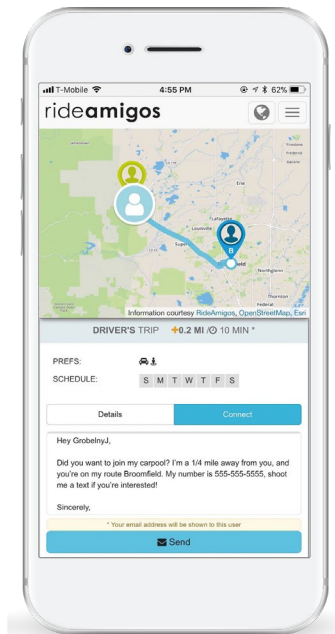 T-Mobile 4:55 PM 62%
rideamigos
Erie
Lafayette
Louisville
Superior
B
field
Northglenn
Thornton
Federal
Information courtesy RideAmigos, OpenStreetMap, Esri
DRIVER'S TRIP +0.2 MI / 10 MIN *
PREFS:
SCHEDULE: S M T W T F S
Details Connect
Hey GrobelnyJ,
Did you want to join my carpool? I'm a 1/4 mile away from you, and
you're on my route Broomfield. My number is 555-555-5555, shoot
me a text if you're interested!
Sincerely,
* Your email address will be shown to this user
Send